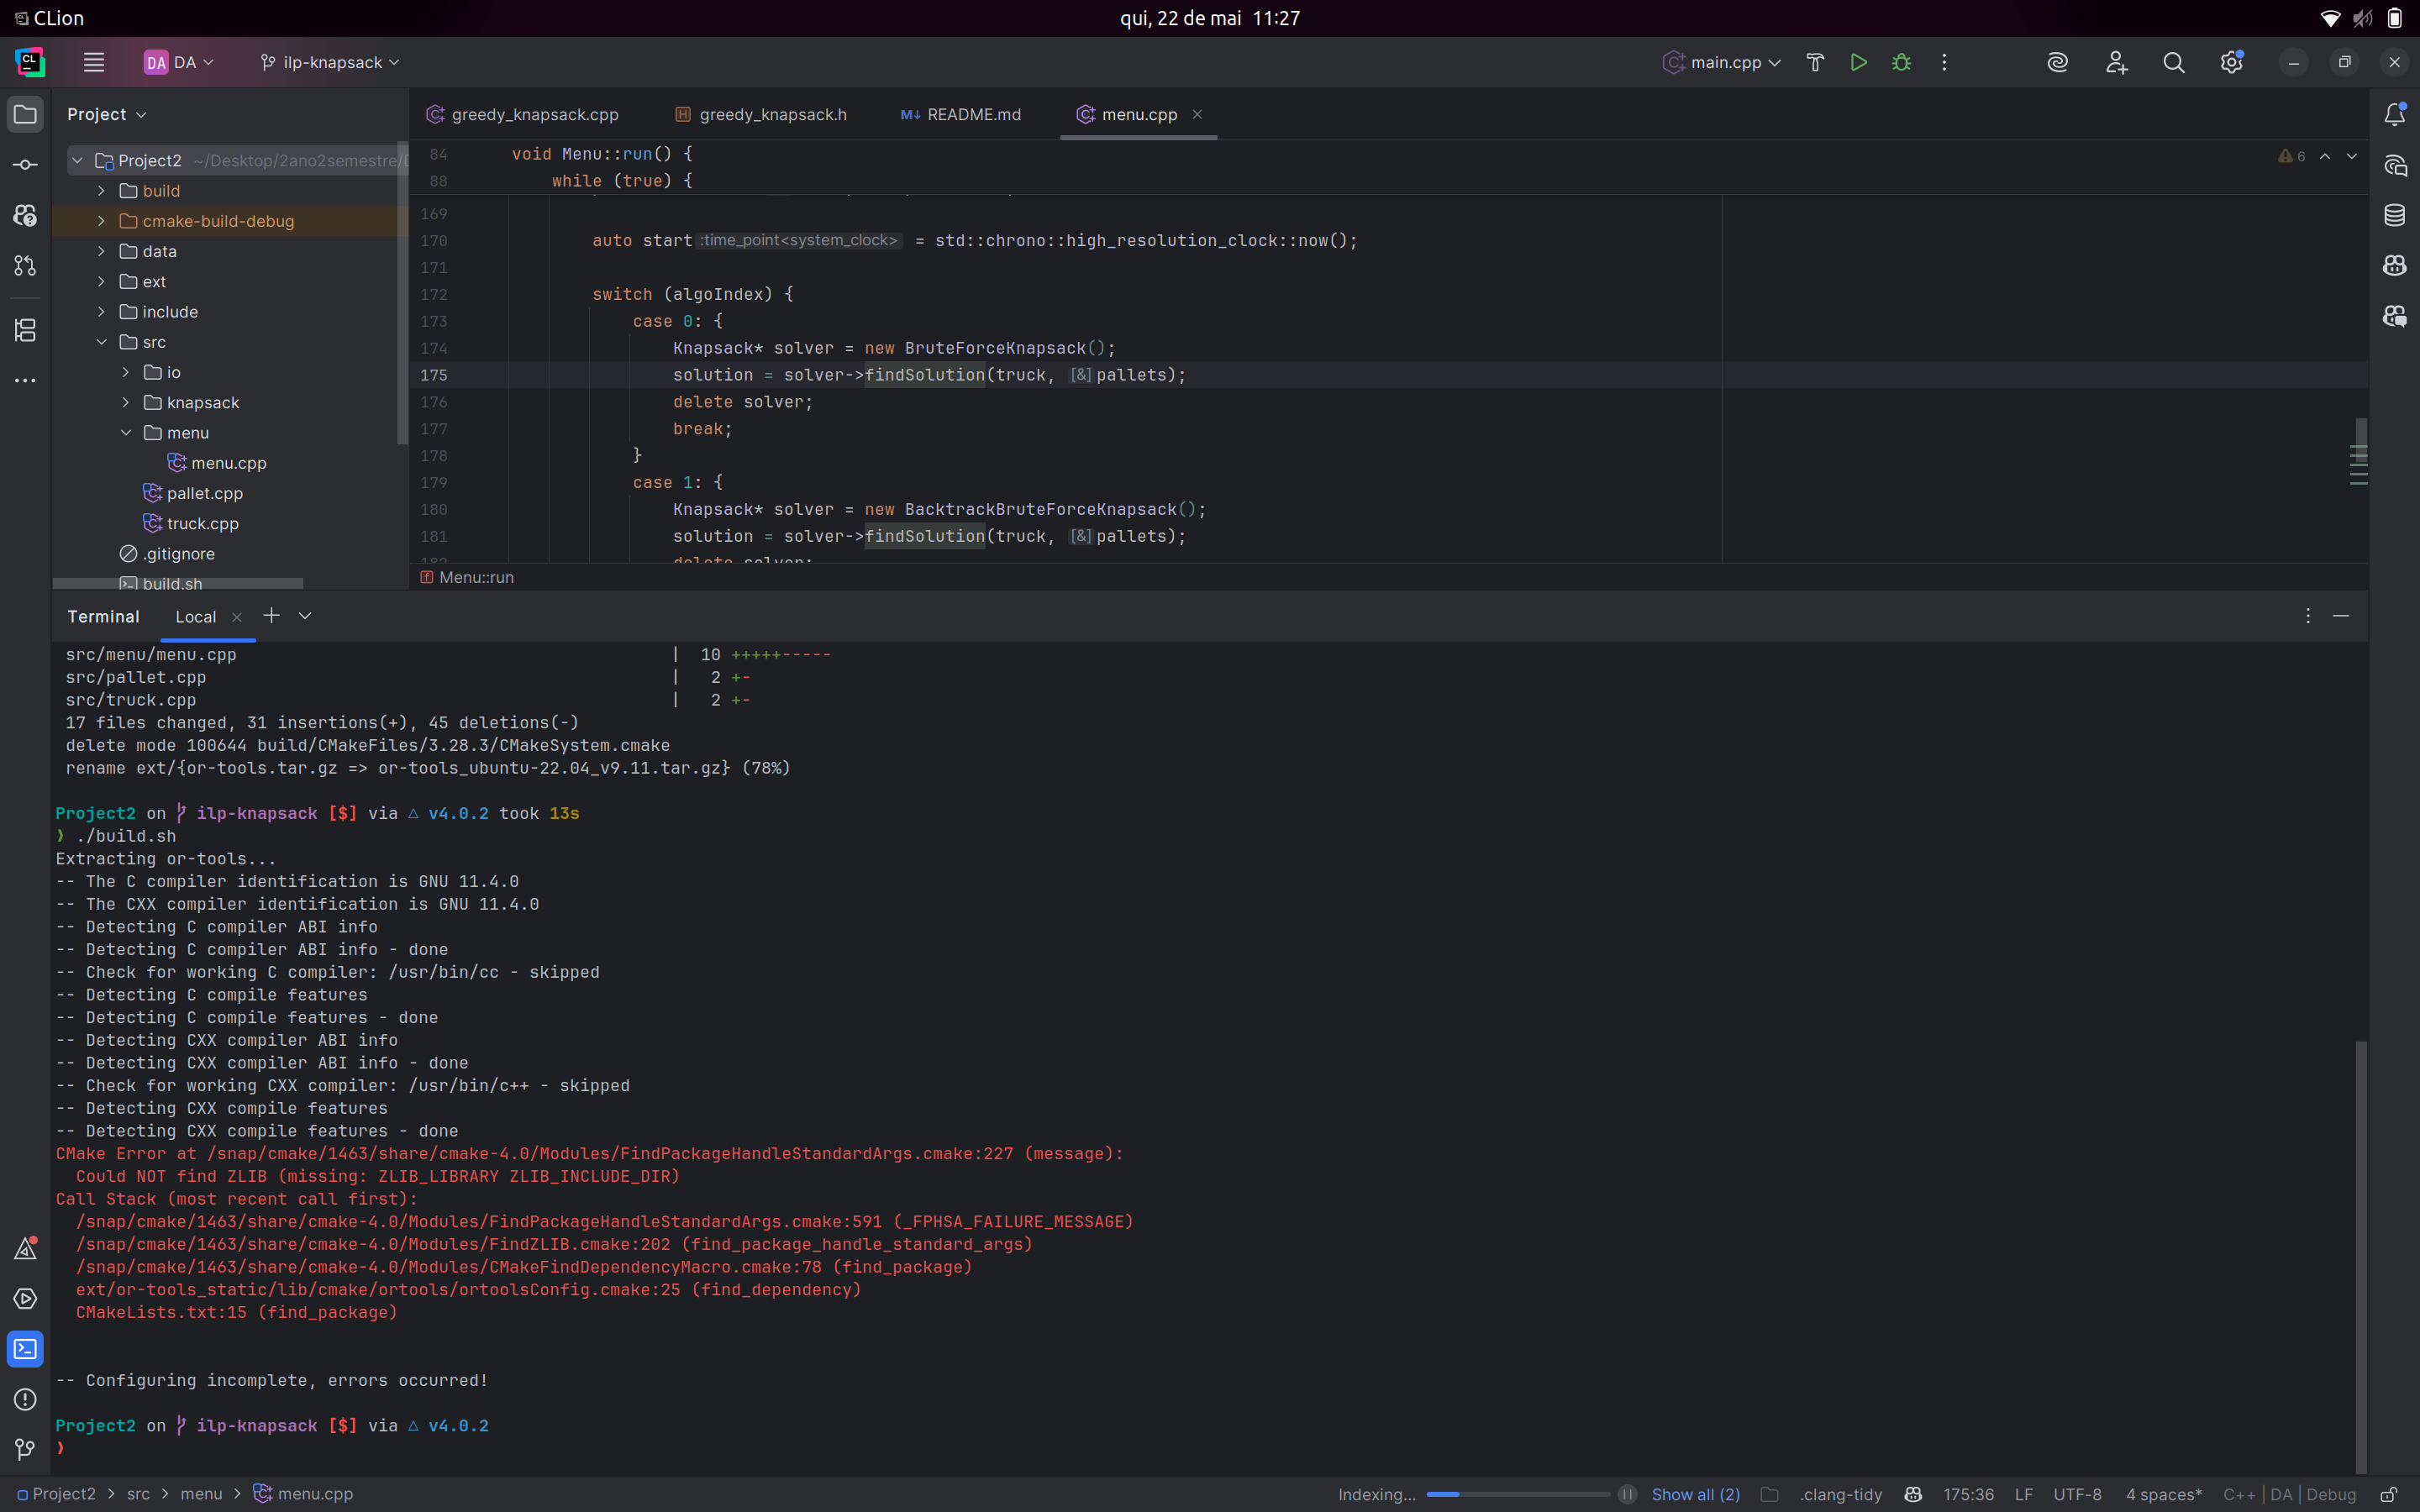 CLion
qui, 22 de mai 11:27
CL
DA DA
ilp-knapsack
main.cpp
Project
greedy_knapsack.cpp
greedy_knapsack.h
README.md
menu.cpp
Project2 ~/Desktop/2ano2semestre/D
build
cmake-build-debug
data
ext
include
src
io
knapsack
menu
menu.cpp
pallet.cpp
truck.cpp
.gitignore
build.sh
6
84 void Menu::run() {
88 while (true) {
169
170 auto start :time_point<system_clock> = std::chrono::high_resolution_clock::now();
171
172 switch (algoIndex) {
173 case 0: {
174 Knapsack* solver = new BruteForceKnapsack();
175 solution = solver->findSolution(truck, [&]pallets);
176 delete solver;
177 break;
178 }
179 case 1: {
180 Knapsack* solver = new BacktrackBruteForceKnapsack();
181 solution = solver->findSolution(truck, [&]pallets);
182 delete solver;
Menu::run
Terminal
Local
src/menu/menu.cpp | 10 +++++-----
src/pallet.cpp | 2 +-
src/truck.cpp | 2 +-
17 files changed, 31 insertions(+), 45 deletions(-)
delete mode 100644 build/CMakeFiles/3.28.3/CMakeSystem.cmake
rename ext/{or-tools.tar.gz => or-tools_ubuntu-22.04_v9.11.tar.gz} (78%)
Project2 on ilp-knapsack [$] via △ v4.0.2 took 13s
❯ ./build.sh
Extracting or-tools...
-- The C compiler identification is GNU 11.4.0
-- The CXX compiler identification is GNU 11.4.0
-- Detecting C compiler ABI info
-- Detecting C compiler ABI info - done
-- Check for working C compiler: /usr/bin/cc - skipped
-- Detecting C compile features
-- Detecting C compile features - done
-- Detecting CXX compiler ABI info
-- Detecting CXX compiler ABI info - done
-- Check for working CXX compiler: /usr/bin/c++ - skipped
-- Detecting CXX compile features
-- Detecting CXX compile features - done
CMake Error at /snap/cmake/1463/share/cmake-4.0/Modules/FindPackageHandleStandardArgs.cmake:227 (message):
Could NOT find ZLIB (missing: ZLIB_LIBRARY ZLIB_INCLUDE_DIR)
Call Stack (most recent call first):
/snap/cmake/1463/share/cmake-4.0/Modules/FindPackageHandleStandardArgs.cmake:591 (_FPHSA_FAILURE_MESSAGE)
/snap/cmake/1463/share/cmake-4.0/Modules/FindZLIB.cmake:202 (find_package_handle_standard_args)
/snap/cmake/1463/share/cmake-4.0/Modules/CMakeFindDependencyMacro.cmake:78 (find_package)
ext/or-tools_static/lib/cmake/ortools/ortoolsConfig.cmake:25 (find_dependency)
CMakeLists.txt:15 (find_package)
-- Configuring incomplete, errors occurred!
Project2 on ilp-knapsack [$] via △ v4.0.2
❯
Project2 > src > menu > menu.cpp
Indexing...
Show all (2)
.clang-tidy
175:36
LF
UTF-8
4 spaces*
C++ | DA | Debug